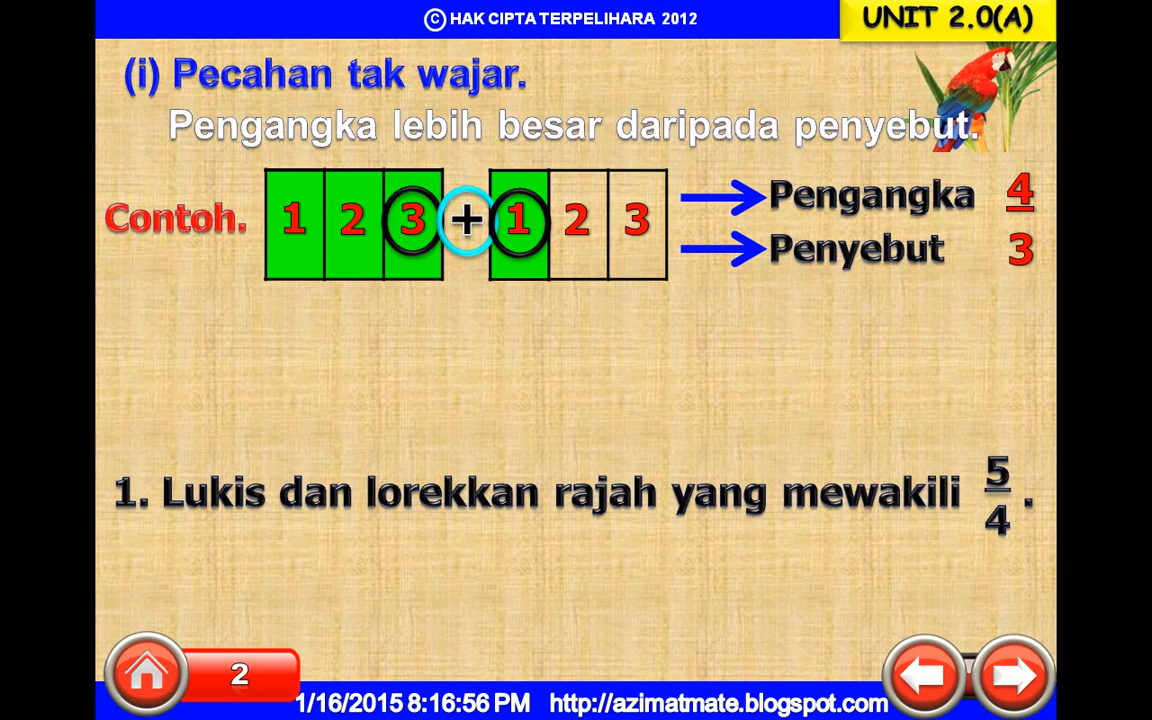 © HAK CIPTA TERPELIHARA 2012
UNIT 2.0(A)
(i) Pecahan tak wajar.
Pengangka lebih besar daripada penyebut.
Contoh. 1 2 3 + 1 2 3
Pengangka 4
Penyebut 3
1. Lukis dan lorekkan rajah yang mewakili 5/4 .
2
1/16/2015 8:16:56 PM http://azimatmate.blogspot.com